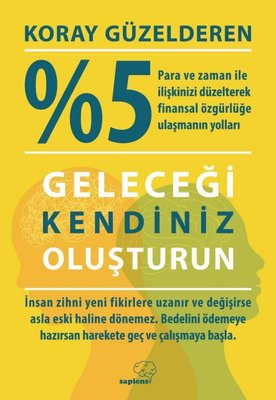 KORAY GÜZELDEREN
%5
Para ve zaman ile
ilişkinizi düzelterek
finansal özgürlüğe
ulaşmanın yolları
GELECEĞİ
KENDİNİZ
OLUŞTURUN
İnsan zihni yeni fikirlere uzanır ve değişirse
asla eski haline dönemez. Bedelini ödemeye
hazırsan harekete geç ve çalışmaya başla.
sapiens